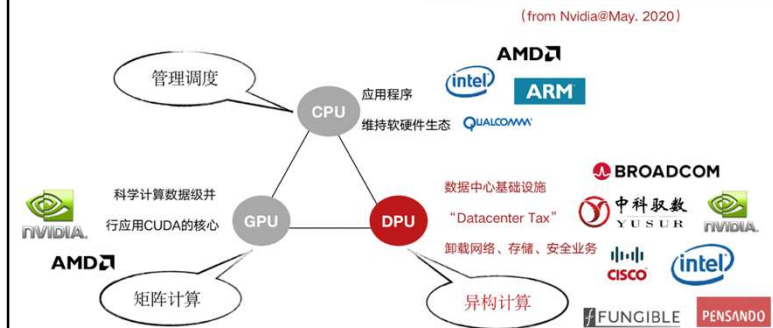 (from Nvidia@May. 2020)
AMD
管理调度
intel
应用程序
ARM
CPU
维持软硬件生态
QUALCOMM
BROADCOM
数据中心基础设施
科学计算数据级并
中科驭数
YUSUR
NVIDIA.
GPU
DPU
“Datacenter Tax”
行应用CUDA的核心
NVIDIA.
AMD
卸载网络、存储、安全业务
CISCO
intel
矩阵计算
异构计算
FUNGIBLE
PENSANDO